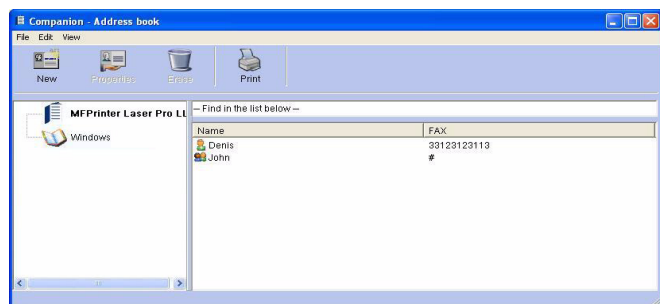 Companion - Address book
File Edit View
New Properties Erase Print
MFPrinter Laser Pro LL
Windows
-- Find in the list below --
Name FAX
Denis 33123123113
John #